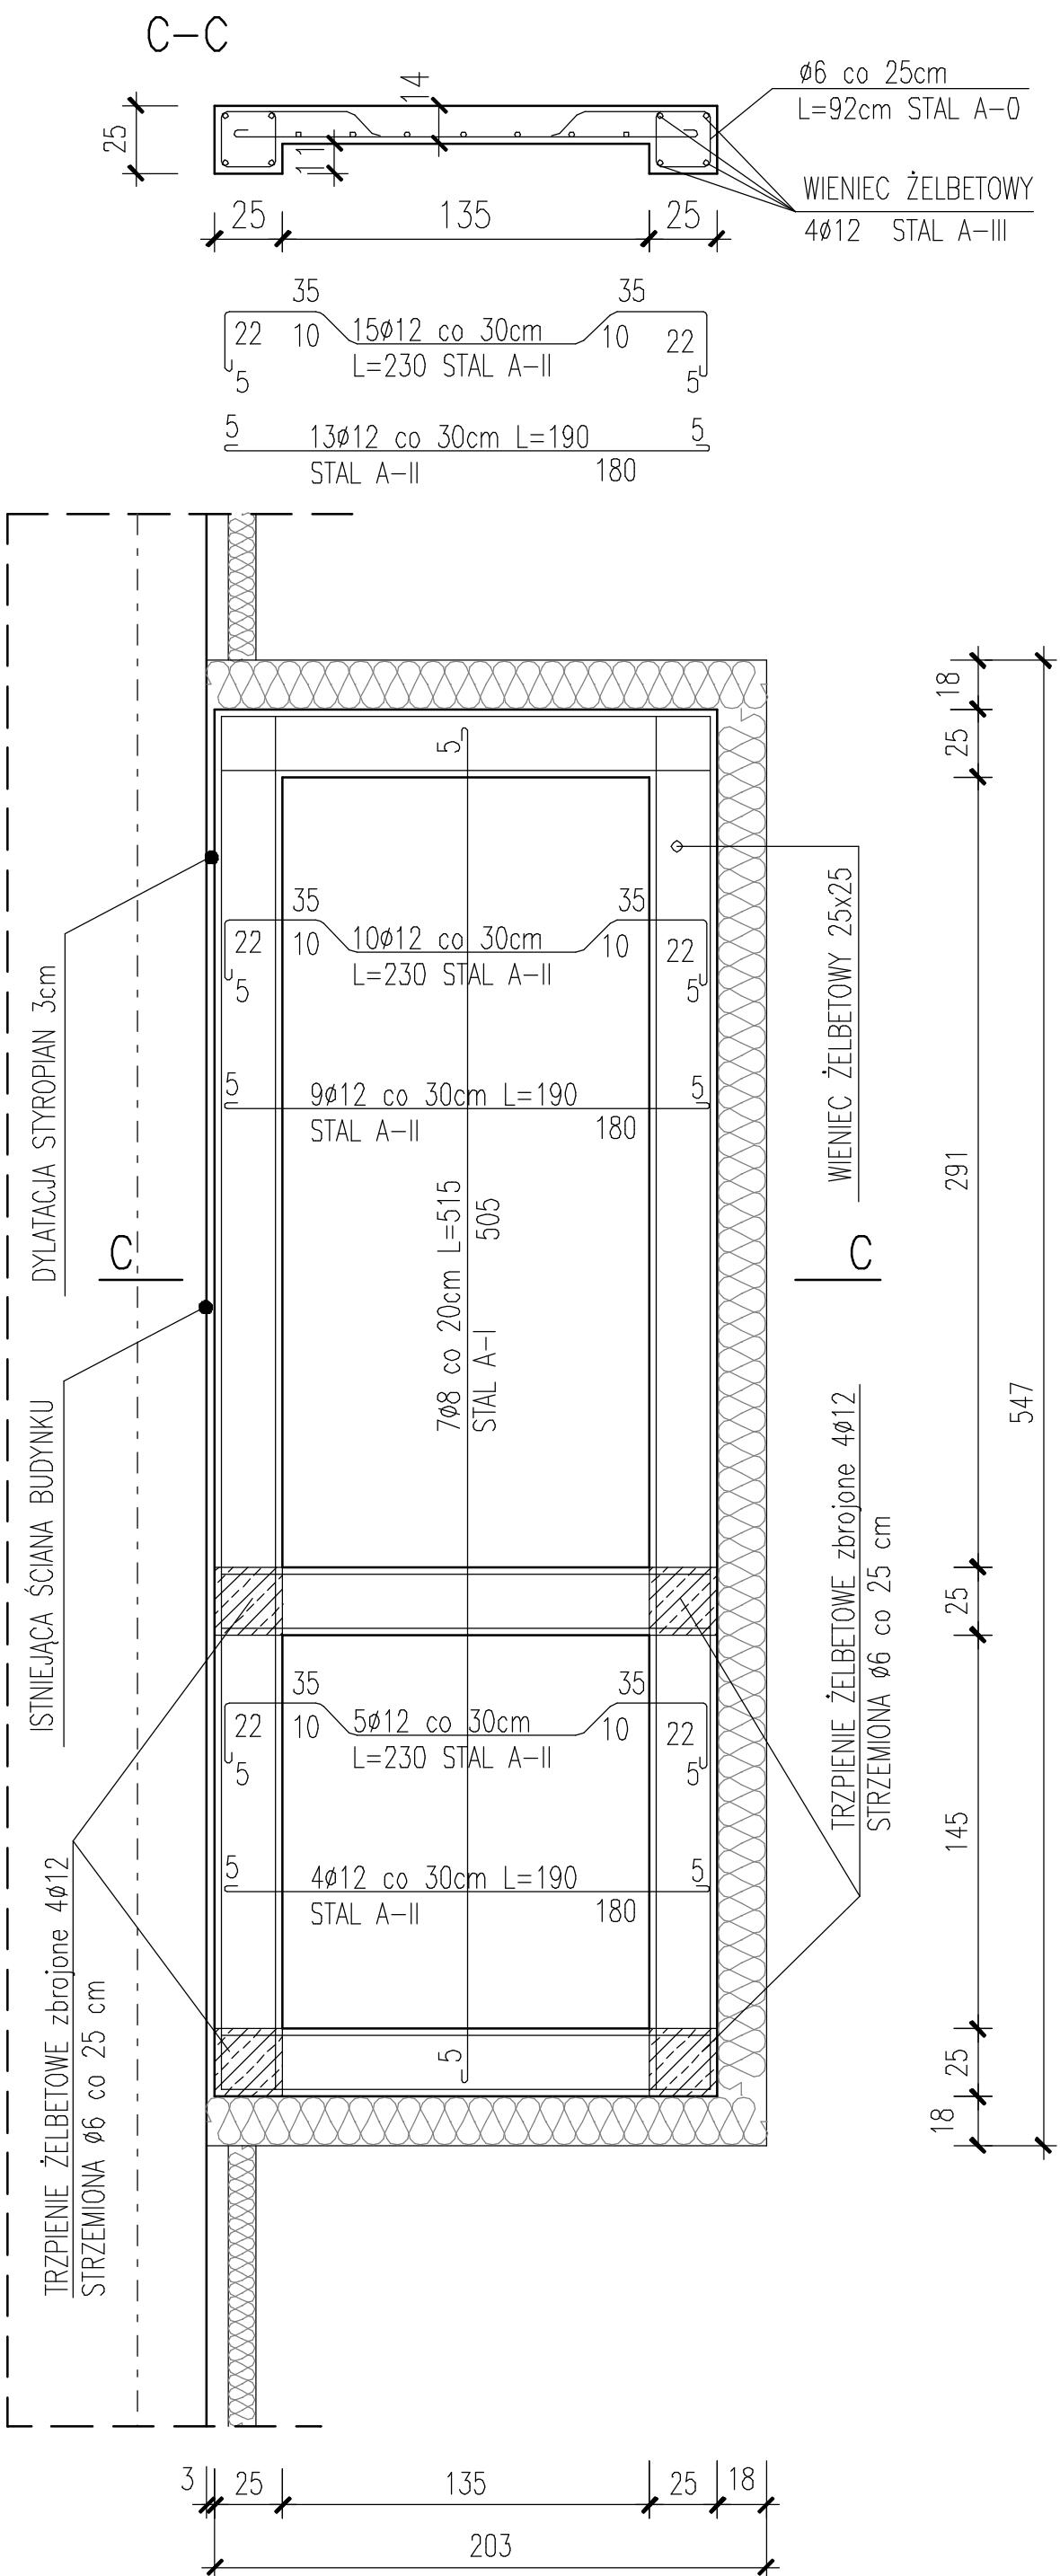 C-C
ø6 co 25cm
L=92cm STAL A-0
14
25
11
WIENIEC ŻELBETOWY
4ø12 STAL A-III
25
135
25
35
35
22
10
15ø12 co 30cm
10
22
L=230 STAL A-II
5
5
5
13ø12 co 30cm L=190
5
STAL A-II
180
18
25
5
DYLATACJA STYROPIAN 3cm
35
35
22
10
10ø12 co 30cm
10
22
L=230 STAL A-II
5
5
WIENIEC ŻELBETOWY 25x25
5
9ø12 co 30cm L=190
5
STAL A-II
180
291
7ø8 co 20cm L=515
505
STAL A-I
C
C
547
ISTNIEJĄCA ŚCIANA BUDYNKU
TRZPIENIE ŻELBETOWE zbrojone 4ø12
STRZEMIONA ø6 co 25 cm
25
35
35
22
10
5ø12 co 30cm
10
22
L=230 STAL A-II
5
5
145
5
4ø12 co 30cm L=190
5
STAL A-II
180
TRZPIENIE ŻELBETOWE zbrojone 4ø12
STRZEMIONA ø6 co 25 cm
5
25
18
3
25
135
25
18
203